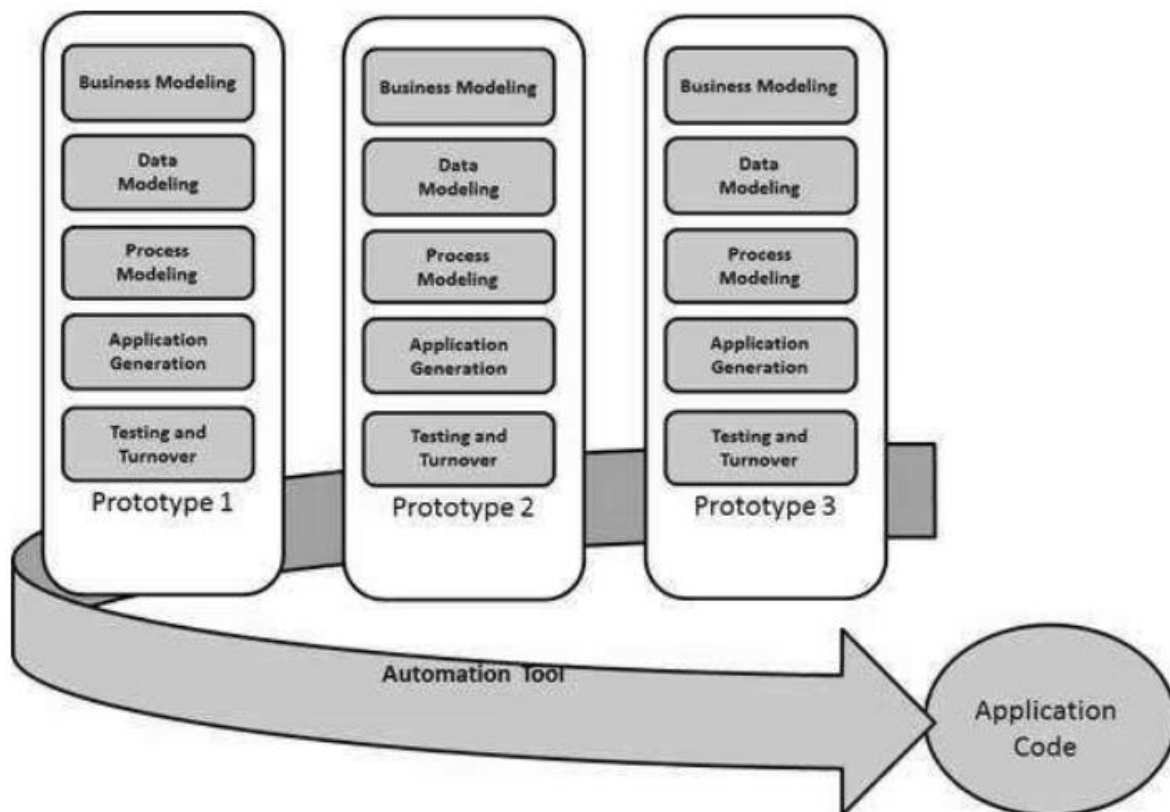 Business Modeling
Data
Modeling
Process
Modeling
Application
Generation
Testing and
Turnover
Prototype 1
Business Modeling
Data
Modeling
Process
Modeling
Application
Generation
Testing and
Turnover
Prototype 2
Business Modeling
Data
Modeling
Process
Modeling
Application
Generation
Testing and
Turnover
Prototype 3
Automation Tool
Application
Code